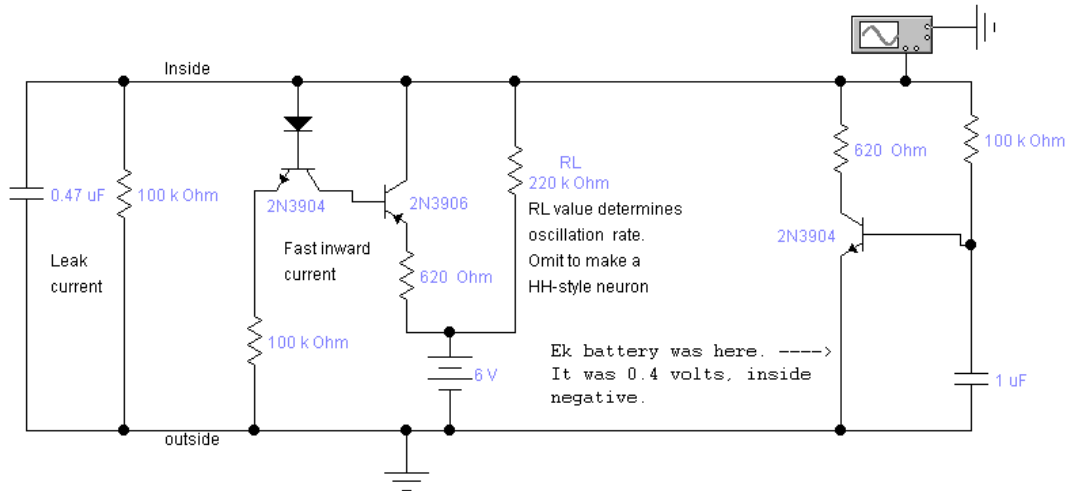 Inside
0.47 uF
100 k Ohm
Leak
current
2N3904
Fast inward
current
100 k Ohm
2N3906
620 Ohm
6 V
RL
220 k Ohm
RL value determines
oscillation rate.
Omit to make a
HH-style neuron
Ek battery was here. ---->
It was 0.4 volts, inside
negative.
620 Ohm
100 k Ohm
2N3904
1 uF
outside